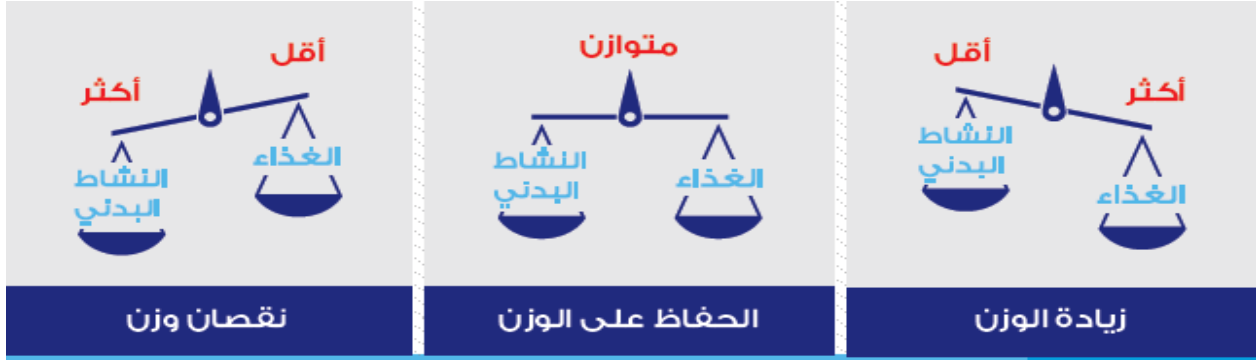 أقل
أكثر
النشاط
البدني
الغذاء
زيادة الوزن
متوازن
النشاط
البدني
الغذاء
الحفاظ على الوزن
أقل
أكثر
الغذاء
النشاط
البدني
نقصان وزن